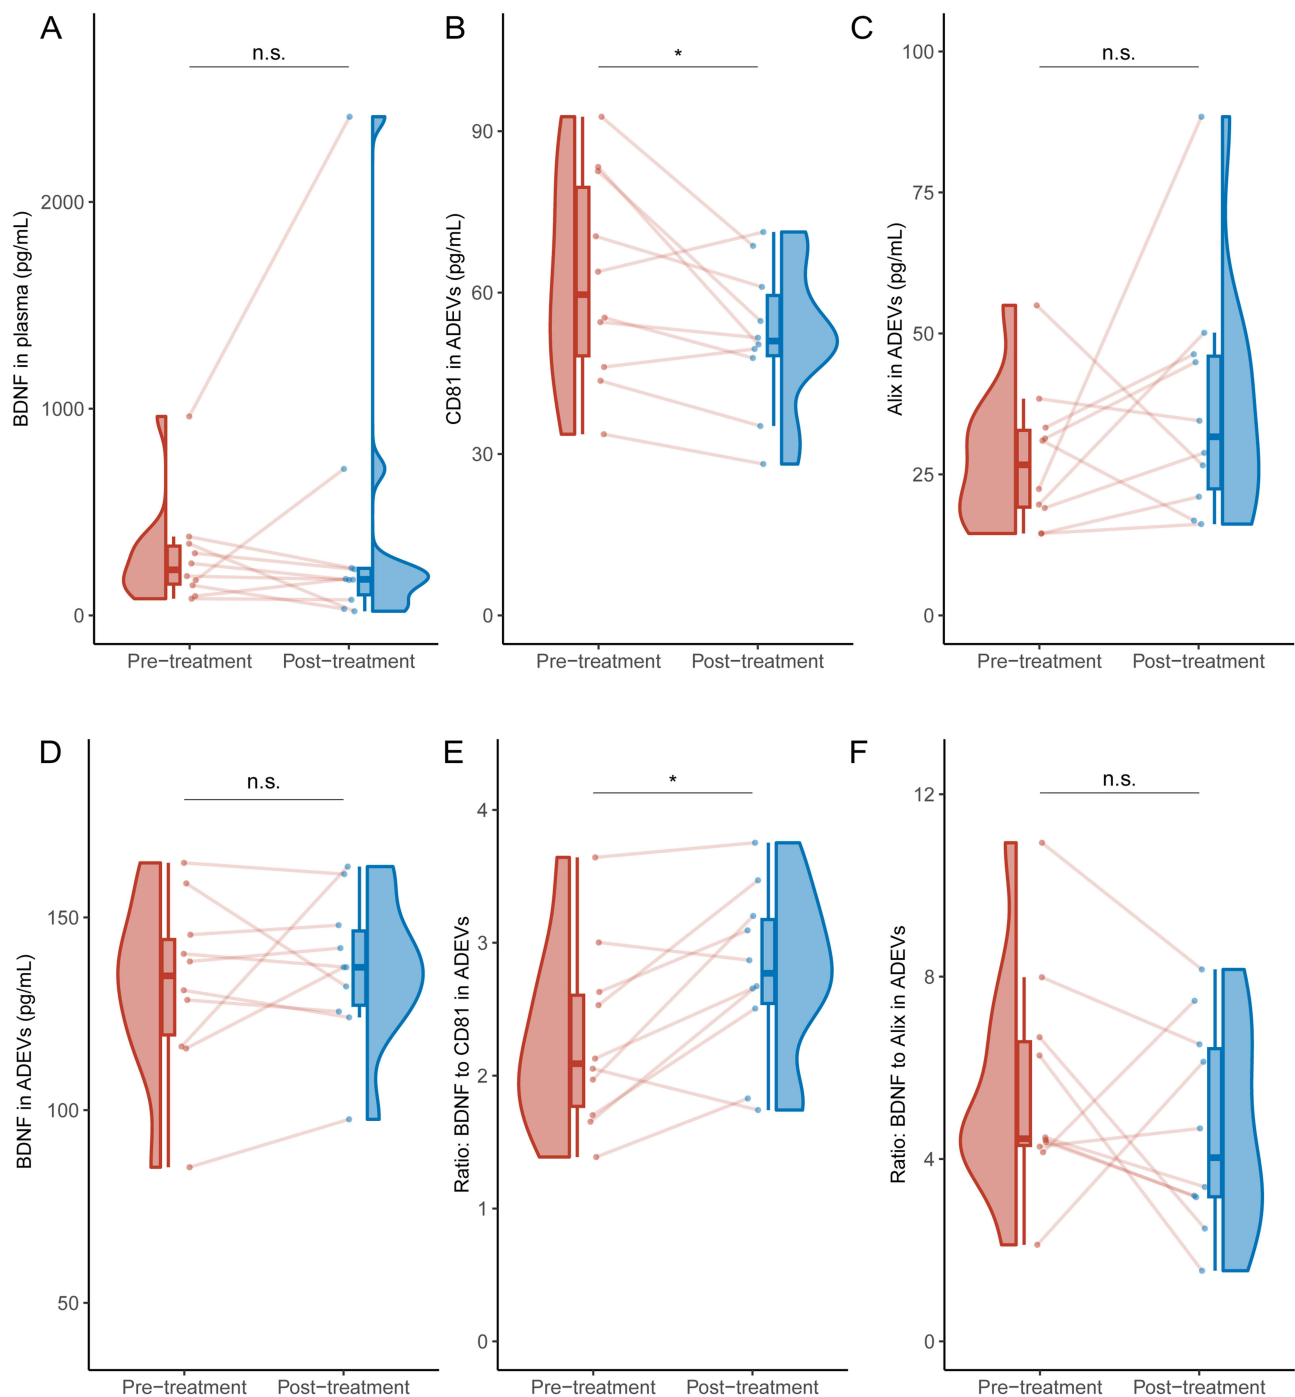 A
n.s.
BDNF in plasma (pg/mL)
2000
1000
0
Pre−treatment
Post−treatment
B
*
CD81 in ADEVs (pg/mL)
90
60
30
0
Pre−treatment
Post−treatment
C
n.s.
Alix in ADEVs (pg/mL)
100
75
50
25
0
Pre−treatment
Post−treatment
D
n.s.
BDNF in ADEVs (pg/mL)
150
100
50
Pre−treatment
Post−treatment
E
*
Ratio: BDNF to CD81 in ADEVs
4
3
2
1
0
Pre−treatment
Post−treatment
F
n.s.
Ratio: BDNF to Alix in ADEVs
12
8
4
0
Pre−treatment
Post−treatment